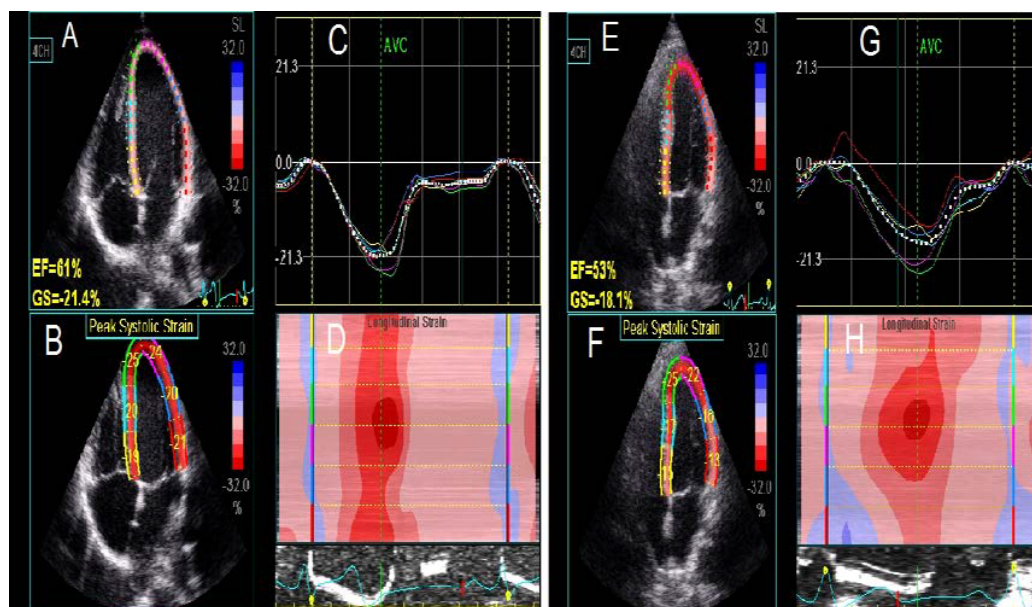 A
4CH
SL
32.0
-32.0
%
EF=61%
GS=-21.4%
C
AVC
21.3
0.0
-21.3
B
Peak Systolic Strain
32.0
-32.0
%
-25
-24
-20
20
-21
-19
D
Longitudinal Strain
E
4CH
SL
32.0
-32.0
%
EF=53%
GS=-18.1%
G
AVC
21.3
0.0
-21.3
F
Peak Systolic Strain
32.0
-32.0
%
-25
-22
-13
H
Longitudinal Strain